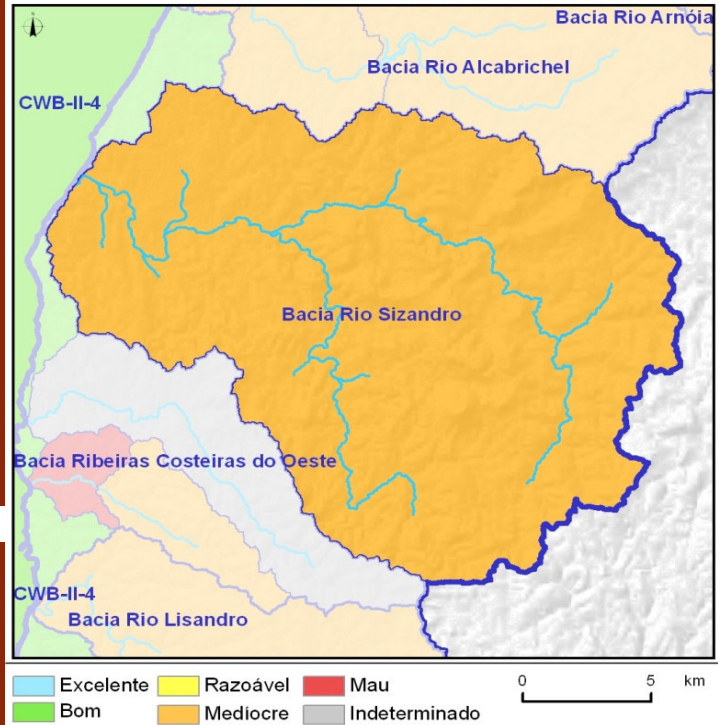 Bacia Rio Arnóia
Bacia Rio Alcabrichel
CWB-II-4
Bacia Rio Sizandro
Bacia Ribeiras Costeiras do Oeste
CWB-II-4
Bacia Rio Lisandro
Excelente Razoável Mau 0 5 km
Bom Medíocre Indeterminado